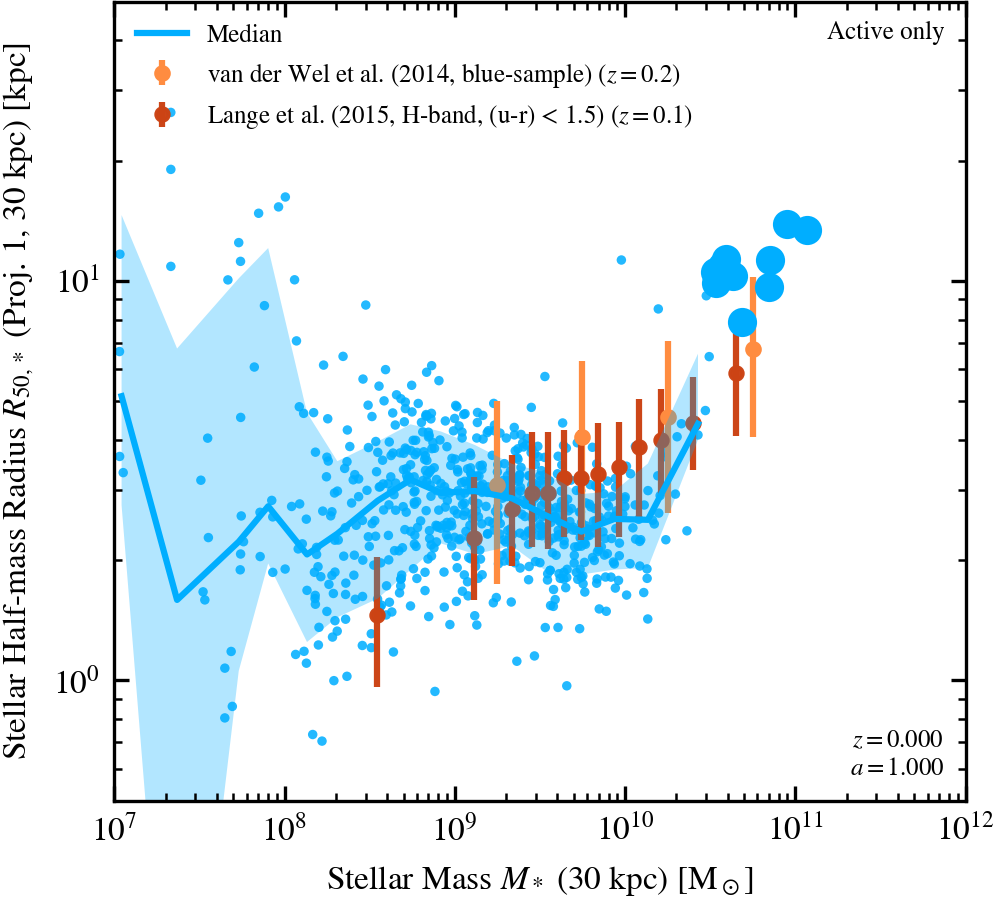 Median
van der Wel et al. (2014, blue-sample) (z = 0.2)
Lange et al. (2015, H-band, (u-r) < 1.5) (z = 0.1)
Active only
Stellar Half-mass Radius R₅₀,∗ (Proj. 1, 30 kpc) [kpc]
10¹
10⁰
z = 0.000
a = 1.000
10⁷ 10⁸ 10⁹ 10¹⁰ 10¹¹ 10¹²
Stellar Mass M∗ (30 kpc) [M⊙]